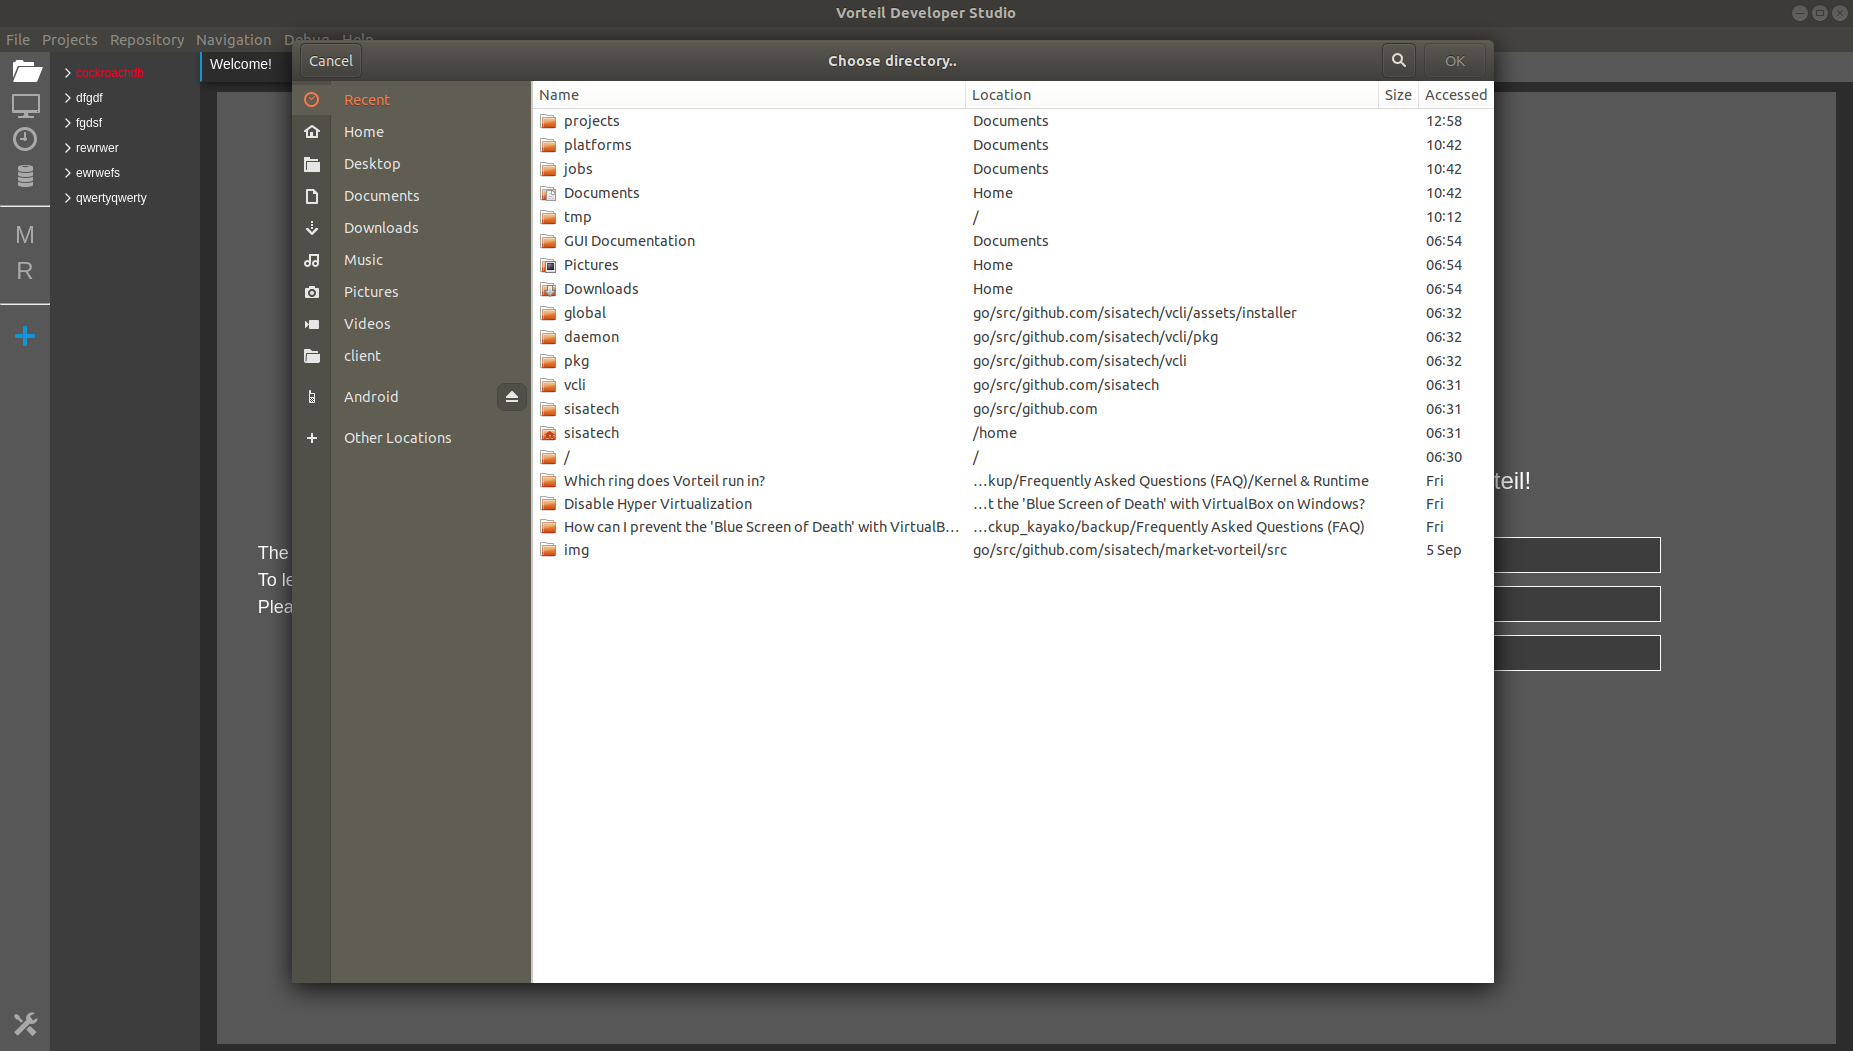 Vorteil Developer Studio
File Projects Repository Navigation Debug Help
cockroachdb
dfgdf
fgdsf
rewrwer
ewrwefs
qwertyqwerty
M
R
Welcome!
Cancel Choose directory.. OK
Recent
Home
Desktop
Documents
Downloads
Music
Pictures
Videos
client
Android
Other Locations
Name Location Size Accessed
projects Documents 12:58
platforms Documents 10:42
jobs Documents 10:42
Documents Home 10:42
tmp / 10:12
GUI Documentation Documents 06:54
Pictures Home 06:54
Downloads Home 06:54
global go/src/github.com/sisatech/vcli/assets/installer 06:32
daemon go/src/github.com/sisatech/vcli/pkg 06:32
pkg go/src/github.com/sisatech/vcli 06:32
vcli go/src/github.com/sisatech 06:31
sisatech go/src/github.com 06:31
sisatech /home 06:31
/ / 06:30
Which ring does Vorteil run in? …kup/Frequently Asked Questions (FAQ)/Kernel & Runtime Fri
Disable Hyper Virtualization …t the 'Blue Screen of Death' with VirtualBox on Windows? Fri
How can I prevent the 'Blue Screen of Death' with VirtualB… …ckup_kayako/backup/Frequently Asked Questions (FAQ) Fri
img go/src/github.com/sisatech/market-vorteil/src 5 Sep
teil!
The
To le
Plea